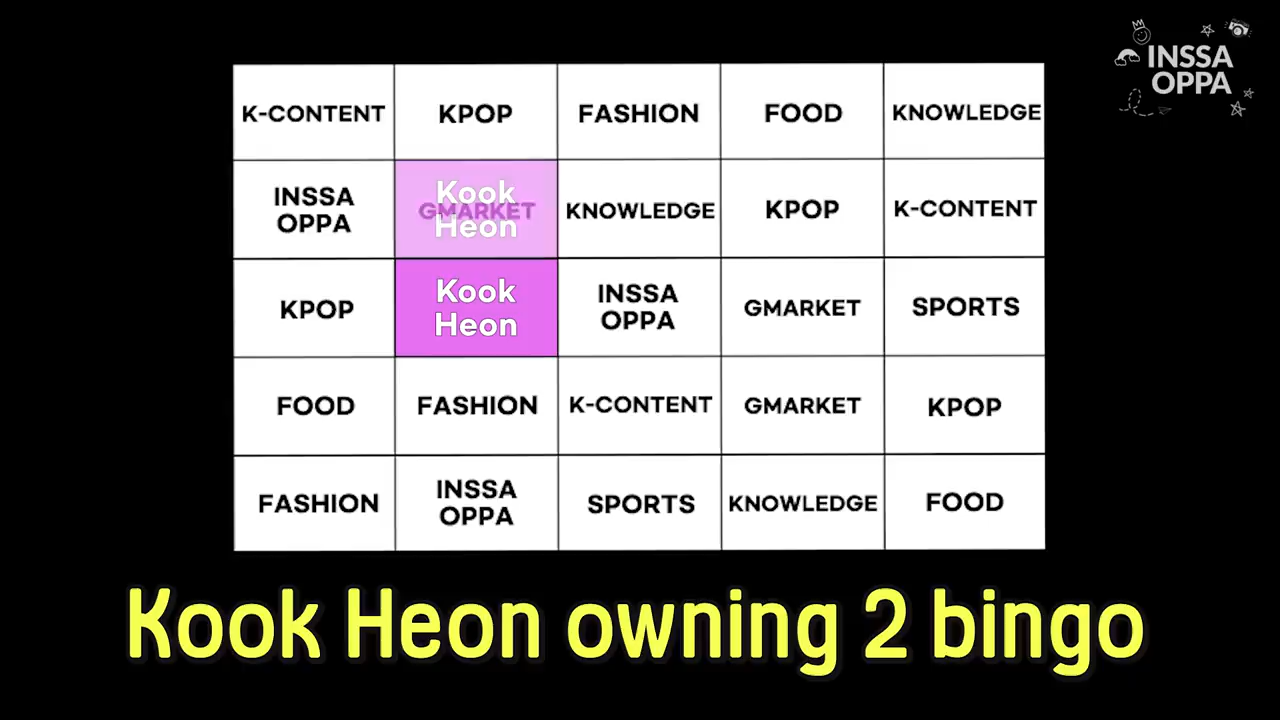 INSSA
OPPA
K-CONTENT KPOP FASHION FOOD KNOWLEDGE
INSSA
OPPA
Kook
GMARKET
Heon
KNOWLEDGE
KPOP
K-CONTENT
KPOP
Kook
Heon
INSSA
OPPA
GMARKET
SPORTS
FOOD FASHION K-CONTENT GMARKET KPOP
FASHION
INSSA
OPPA
SPORTS
KNOWLEDGE
FOOD
Kook Heon owning 2 bingo